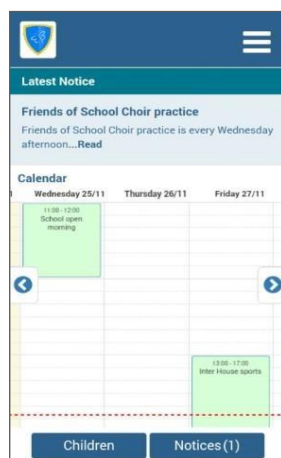 Latest Notice
Friends of School Choir practice
Friends of School Choir practice is every Wednesday
afternoon...Read
Calendar
Wednesday 25/11 Thursday 26/11 Friday 27/11
11:00 - 12:00
School open
morning
13:00 - 17:00
Inter House sports
Children Notices(1)